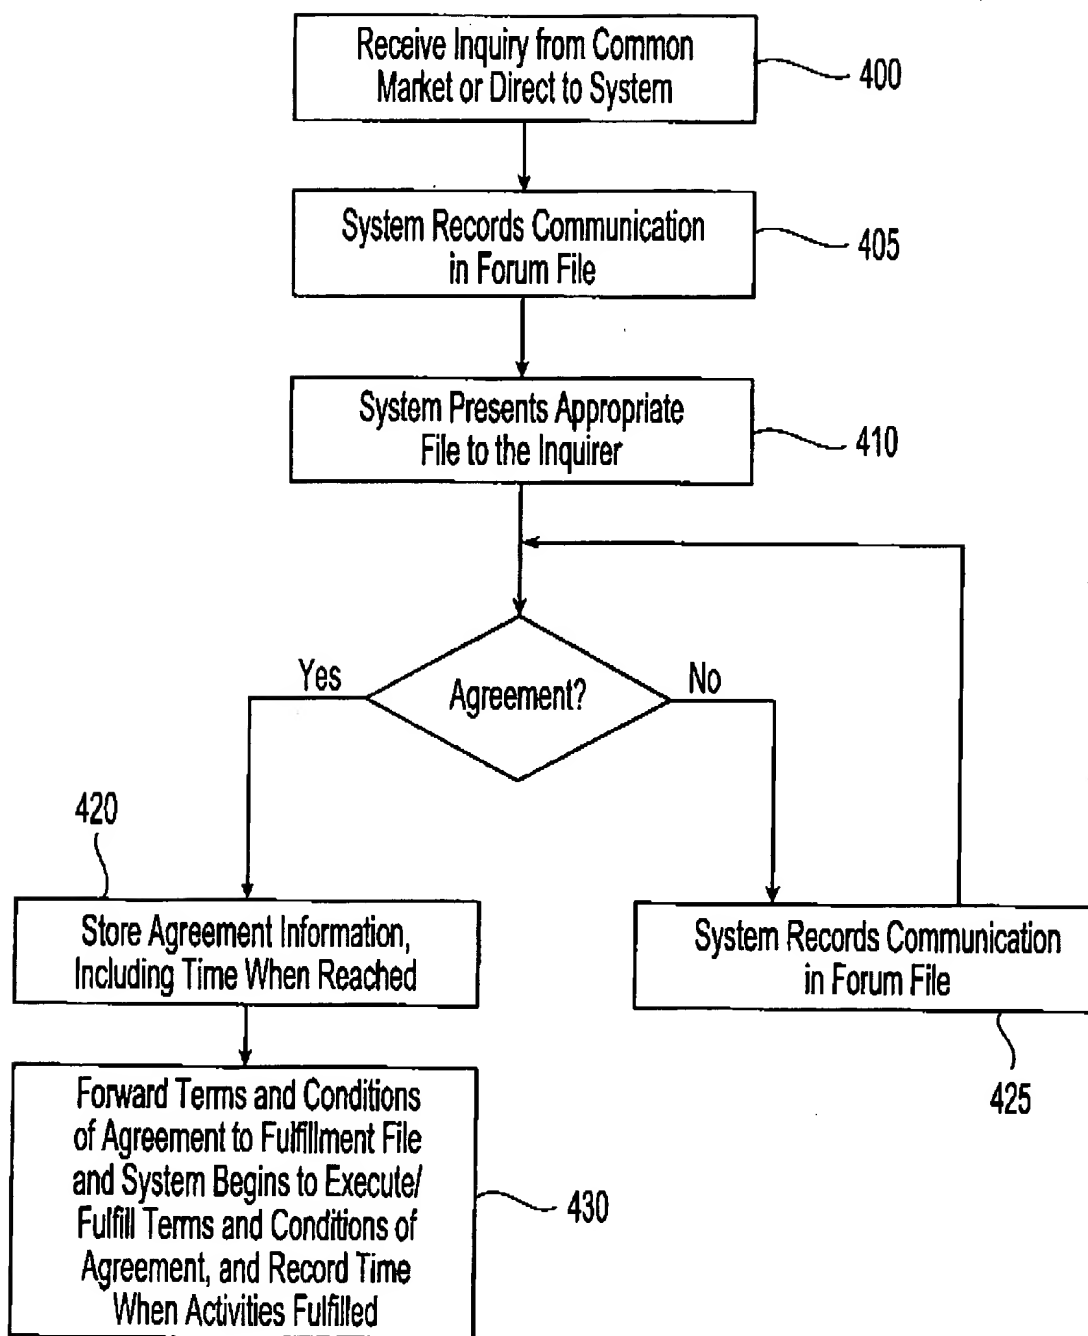 Receive Inquiry from Common
Market or Direct to System
400
System Records Communication
in Forum File
405
System Presents Appropriate
File to the Inquirer
410
Yes
Agreement?
No
420
Store Agreement Information,
Including Time When Reached
System Records Communication
in Forum File
425
Forward Terms and Conditions
of Agreement to Fulfillment File
and System Begins to Execute/
Fulfill Terms and Conditions of
Agreement, and Record Time
When Activities Fulfilled
430